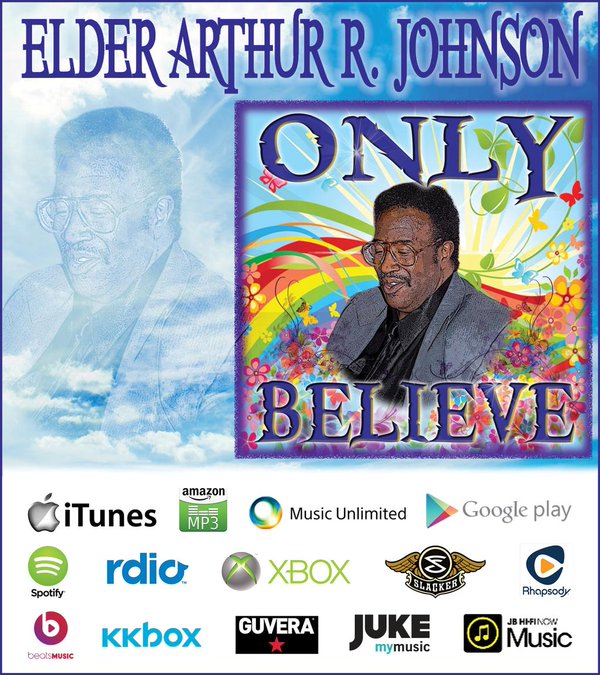 ELDER ARTHUR R. JOHNSON
ONLY
BELIEVE
iTunes
amazon
MP3
Music Unlimited
Google play
Spotify
rdio
XBOX
SLACKER
Rhapsody
beatsMUSIC
KKBOX
GUVERA
JUKE
mymusic
JB HI-FI NOW
Music